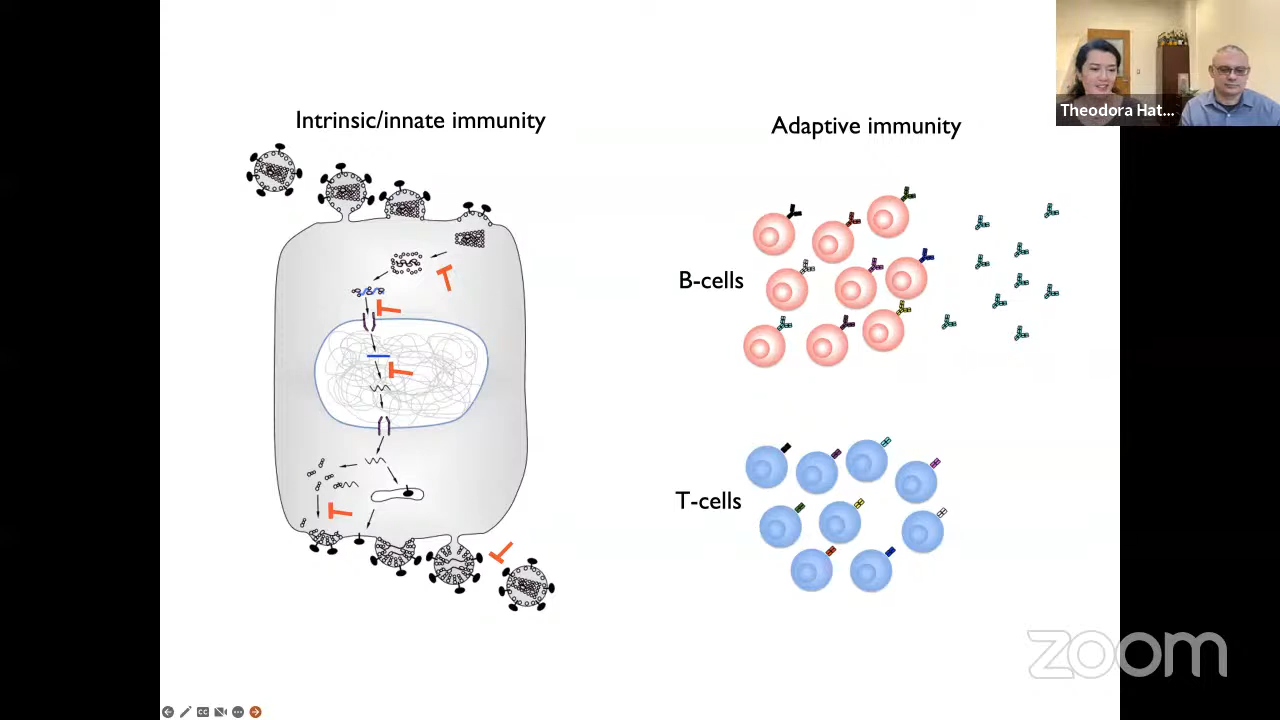 Theodora Hat...
Intrinsic/innate immunity
Adaptive immunity
B-cells
T-cells
zoom